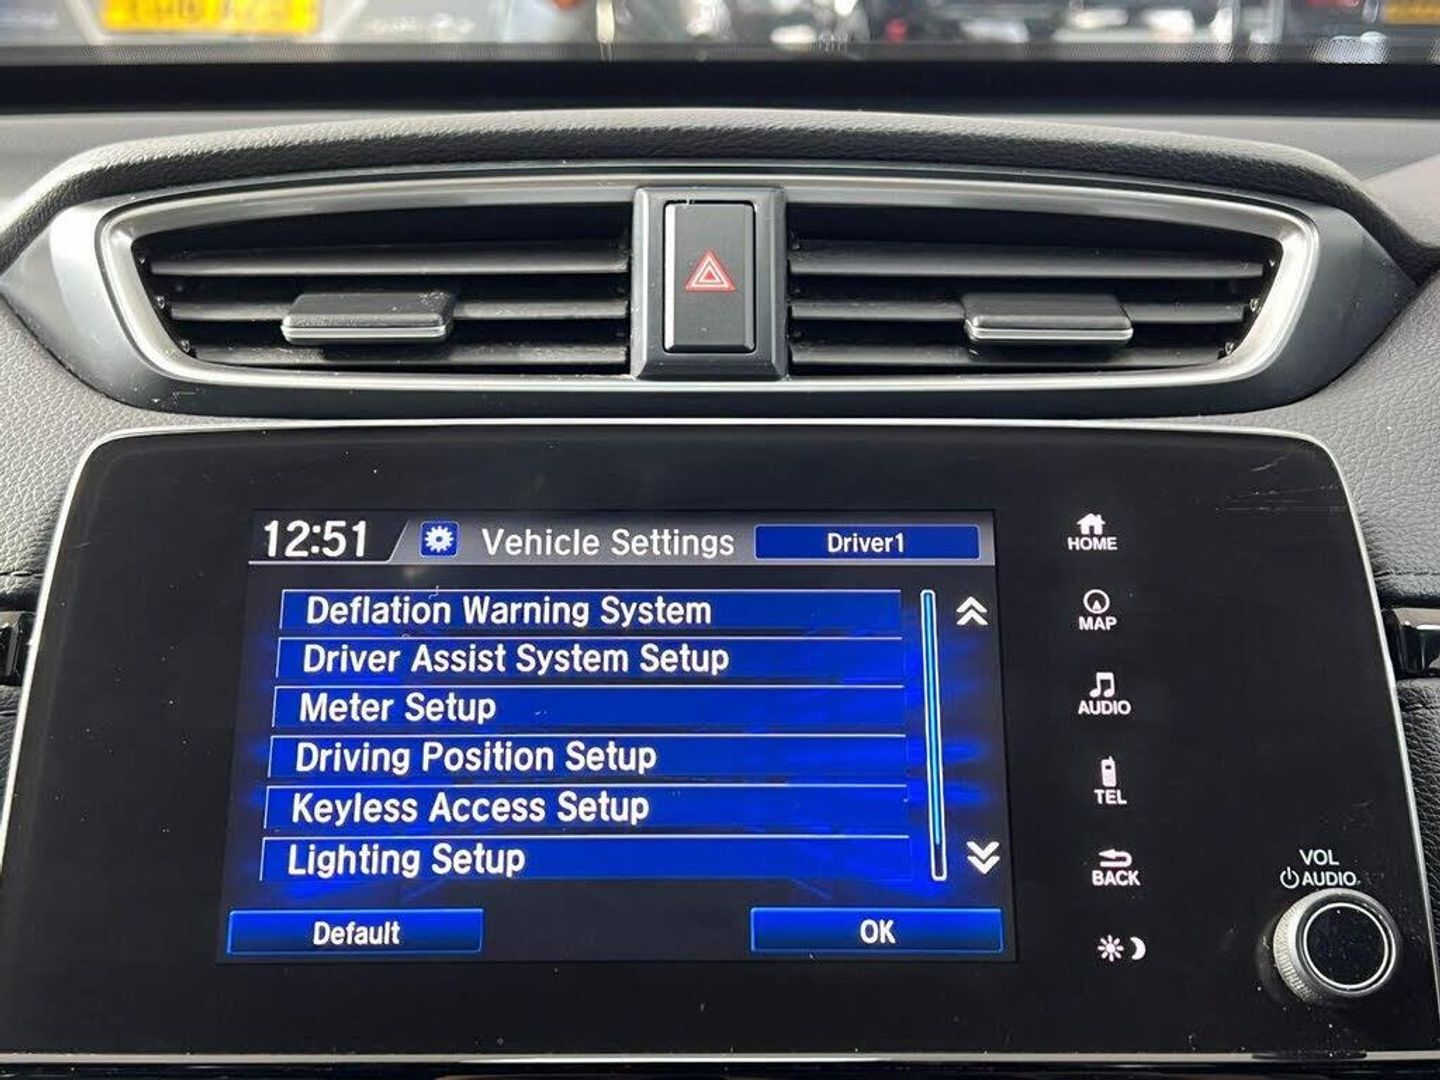 12:51 Vehicle Settings Driver1
Deflation Warning System
Driver Assist System Setup
Meter Setup
Driving Position Setup
Keyless Access Setup
Lighting Setup
Default OK
HOME
MAP
AUDIO
TEL
BACK
VOL
AUDIO